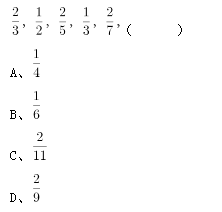 2/3, 1/2, 2/5, 1/3, 2/7, (    )
A、1/4
B、1/6
C、2/11
D、2/9